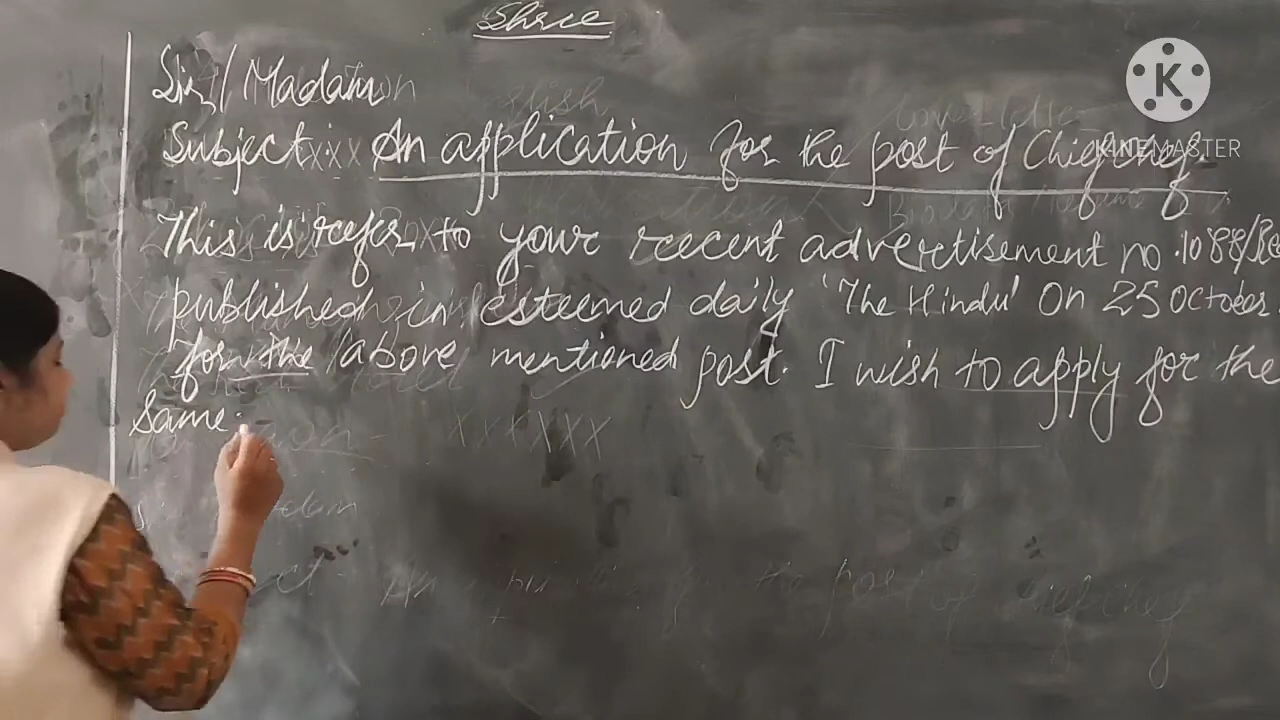 Shree
K
KINEMASTER
Sir/Madam
Subject: An application for the post of Chief chef.
This is refer to your recent advertisement no.1088/Re
published in esteemed daily 'The Hindu' On 25 October.
for the above mentioned post. I wish to apply for the
same.
XXXXXX